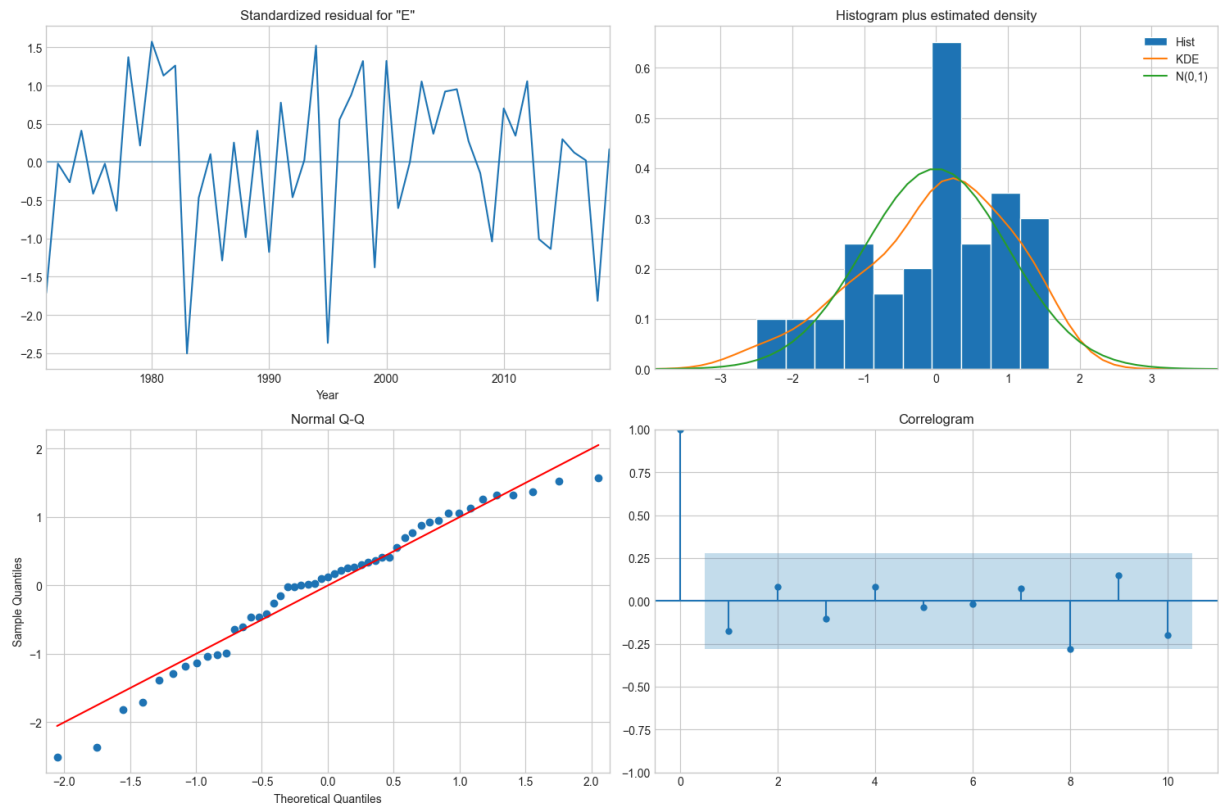 Standardized residual for "E"
1.5
1.0
0.5
0.0
−0.5
−1.0
−1.5
−2.0
−2.5
1980 1990 2000 2010
Year
Histogram plus estimated density
Hist
KDE
N(0,1)
0.6
0.5
0.4
0.3
0.2
0.1
0.0
−3 −2 −1 0 1 2 3
Normal Q-Q
Sample Quantiles
2
1
0
−1
−2
−2.0 −1.5 −1.0 −0.5 0.0 0.5 1.0 1.5 2.0
Theoretical Quantiles
Correlogram
1.00
0.75
0.50
0.25
0.00
−0.25
−0.50
−0.75
−1.00
0 2 4 6 8 10